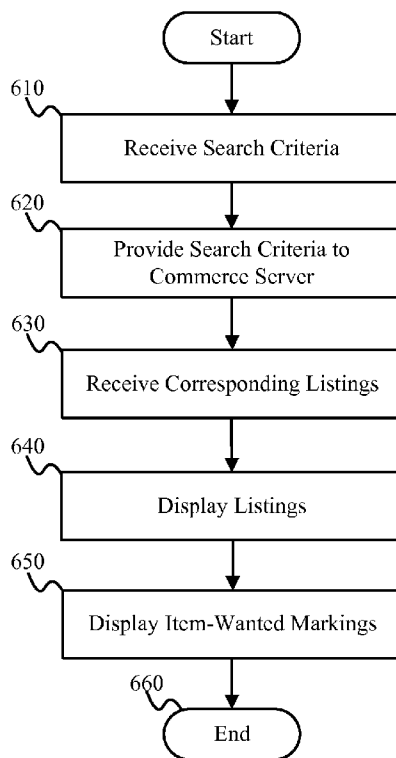 Start
610
Receive Search Criteria
620
Provide Search Criteria to
Commerce Server
630
Receive Corresponding Listings
640
Display Listings
650
Display Item-Wanted Markings
660
End